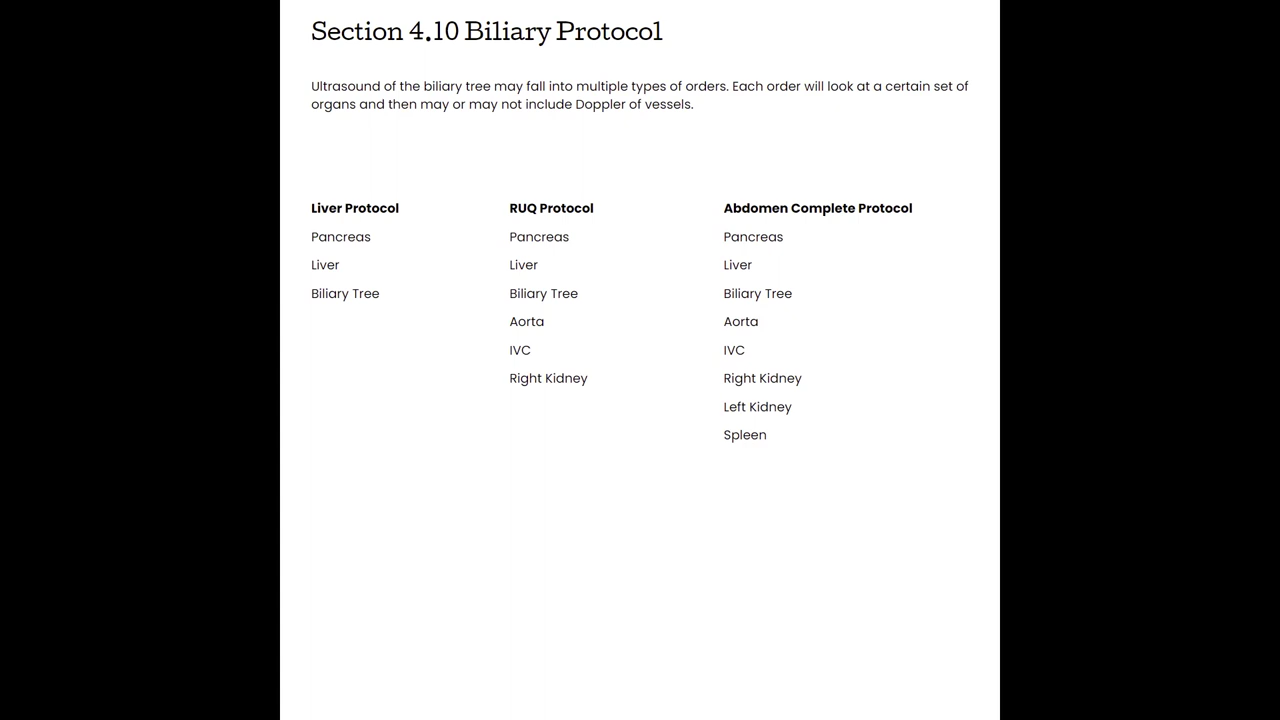 Section 4.10 Biliary Protocol
Ultrasound of the biliary tree may fall into multiple types of orders. Each order will look at a certain set of
organs and then may or may not include Doppler of vessels.
Liver Protocol
Pancreas
Liver
Biliary Tree
RUQ Protocol
Pancreas
Liver
Biliary Tree
Aorta
IVC
Right Kidney
Abdomen Complete Protocol
Pancreas
Liver
Biliary Tree
Aorta
IVC
Right Kidney
Left Kidney
Spleen